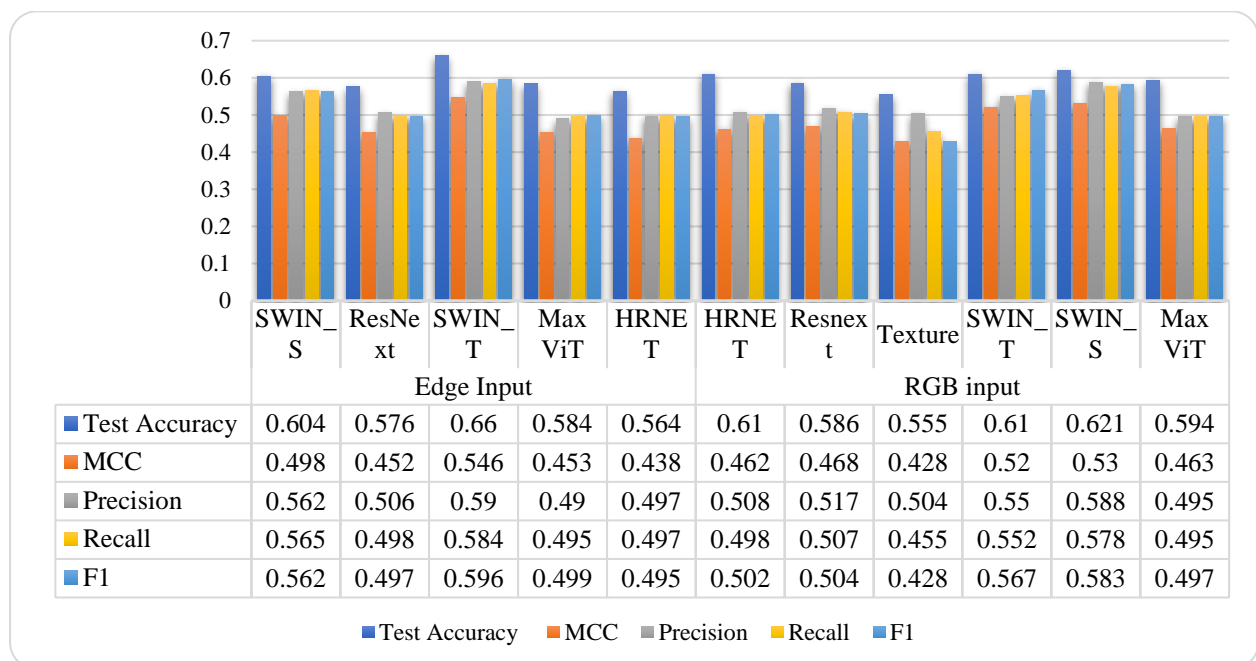 0.7
0.6
0.5
0.4
0.3
0.2
0.1
0
SWIN_ ResNe SWIN_ Max HRNE HRNE Resnex Texture SWIN_ SWIN_ Max
S xt T ViT T T t T S ViT
Edge Input RGB input
Test Accuracy 0.604 0.576 0.66 0.584 0.564 0.61 0.586 0.555 0.61 0.621 0.594
MCC 0.498 0.452 0.546 0.453 0.438 0.462 0.468 0.428 0.52 0.53 0.463
Precision 0.562 0.506 0.59 0.49 0.497 0.508 0.517 0.504 0.55 0.588 0.495
Recall 0.565 0.498 0.584 0.495 0.497 0.498 0.507 0.455 0.552 0.578 0.495
F1 0.562 0.497 0.596 0.499 0.495 0.502 0.504 0.428 0.567 0.583 0.497
Test Accuracy MCC Precision Recall F1